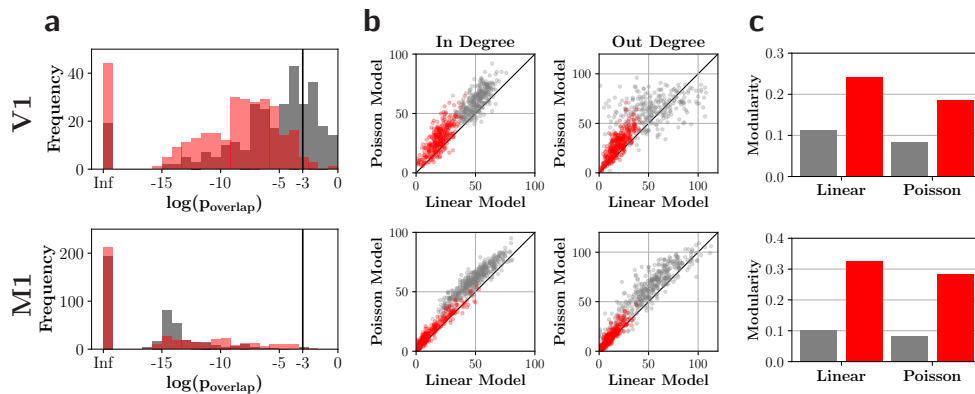 a
b
c
V1
Frequency
40
20
0
Inf
-15
-10
-5
-3
0
log(p_overlap)
In Degree
Poisson Model
100
50
0
0
50
100
Linear Model
Out Degree
Poisson Model
100
50
0
0
50
100
Linear Model
Modularity
0.3
0.2
0.1
0.0
Linear
Poisson
M1
Frequency
200
100
0
Inf
-15
-10
-5
-3
0
log(p_overlap)
Poisson Model
100
50
0
0
50
100
Linear Model
Poisson Model
100
50
0
0
50
100
Linear Model
Modularity
0.4
0.3
0.2
0.1
0.0
Linear
Poisson